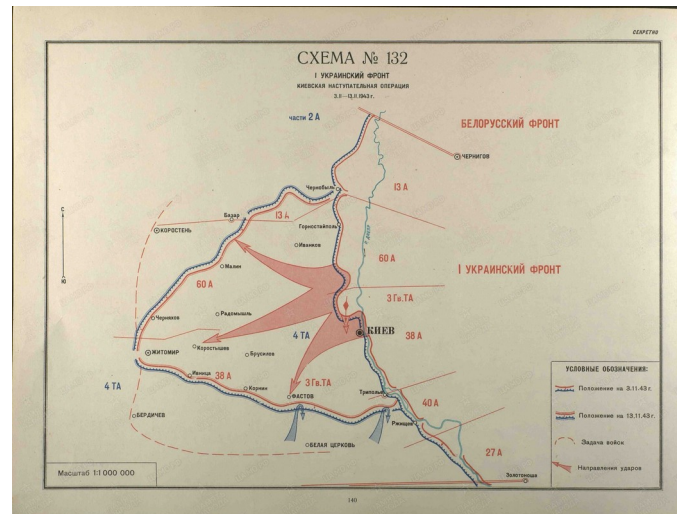 СЕКРЕТНО
СХЕМА № 132
I УКРАИНСКИЙ ФРОНТ
КИЕВСКАЯ НАСТУПАТЕЛЬНАЯ ОПЕРАЦИЯ
3.11—13.11.1943 г.
части 2 А
БЕЛОРУССКИЙ ФРОНТ
ЧЕРНИГОВ
Чернобыль
13 А
С
Базар
13 А
КОРОСТЕНЬ
Горностайполь
Иванков
60 А
Малин
I УКРАИНСКИЙ ФРОНТ
Ю
60 А
3 Гв.ТА
Черняхов
Радомышль
КИЕВ
4 ТА
38 А
Коростышев
ЖИТОМИР
Брусилов
УСЛОВНЫЕ ОБОЗНАЧЕНИЯ:
Ивница
38 А
4 ТА
3 Гв.ТА
Корнин
Положение на 3.11.43 г.
ФАСТОВ
Триполье
40 А
БЕРДИЧЕВ
Положение на 13.11.43 г.
Ржищев
Задача войск
БЕЛАЯ ЦЕРКОВЬ
27 А
Направления ударов
Масштаб 1:1 000 000
Золотоноша
140